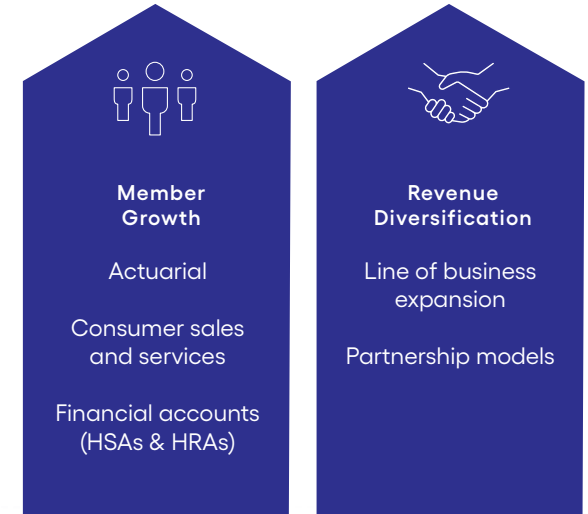 Member
Growth
Actuarial
Consumer sales
and services
Financial accounts
(HSAs & HRAs)
Revenue
Diversification
Line of business
expansion
Partnership models